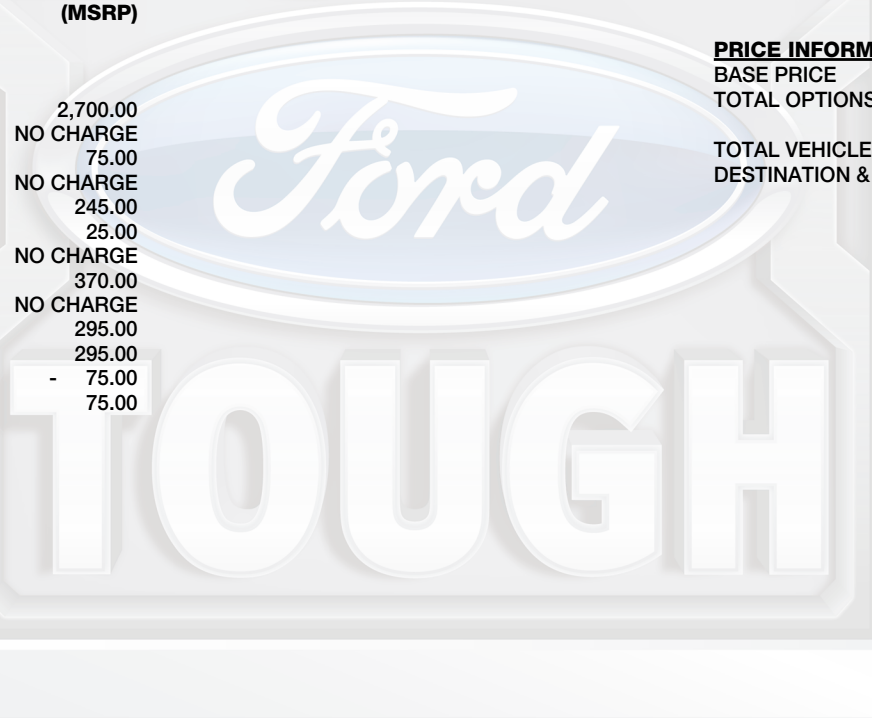 (MSRP)
2,700.00
NO CHARGE
75.00
NO CHARGE
245.00
25.00
NO CHARGE
370.00
NO CHARGE
295.00
295.00
- 75.00
75.00
PRICE INFORM
BASE PRICE
TOTAL OPTIONS
TOTAL VEHICLE
DESTINATION &
Ford
TOUGH